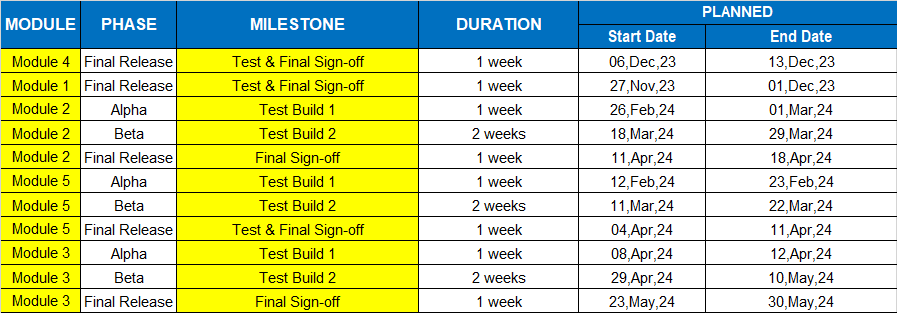 MODULE PHASE MILESTONE DURATION PLANNED
Start Date End Date
Module 4 Final Release Test & Final Sign-off 1 week 06,Dec,23 13,Dec,23
Module 1 Final Release Test & Final Sign-off 1 week 27,Nov,23 01,Dec,23
Module 2 Alpha Test Build 1 1 week 26,Feb,24 01,Mar,24
Module 2 Beta Test Build 2 2 weeks 18,Mar,24 29,Mar,24
Module 2 Final Release Final Sign-off 1 week 11,Apr,24 18,Apr,24
Module 5 Alpha Test Build 1 1 week 12,Feb,24 23,Feb,24
Module 5 Beta Test Build 2 2 weeks 11,Mar,24 22,Mar,24
Module 5 Final Release Test & Final Sign-off 1 week 04,Apr,24 11,Apr,24
Module 3 Alpha Test Build 1 1 week 08,Apr,24 12,Apr,24
Module 3 Beta Test Build 2 2 weeks 29,Apr,24 10,May,24
Module 3 Final Release Final Sign-off 1 week 23,May,24 30,May,24